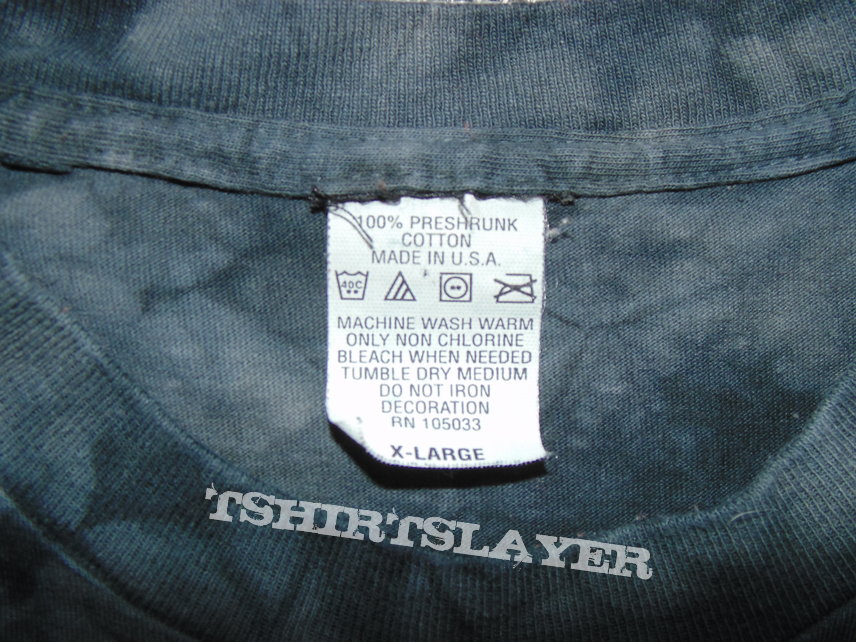 100% PRESHRUNK
COTTON
MADE IN U.S.A.
40C
MACHINE WASH WARM
ONLY NON CHLORINE
BLEACH WHEN NEEDED
TUMBLE DRY MEDIUM
DO NOT IRON
DECORATION
RN 105033
X-LARGE
TSHIRTSLAYER